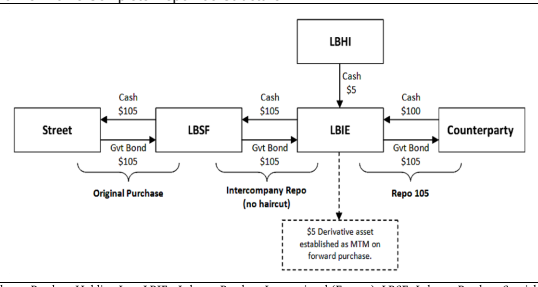 LBHI
Cash
$5
Cash
$105
Cash
$105
Cash
$100
Street
LBSF
LBIE
Counterparty
Gvt Bond
$105
Gvt Bond
$105
Gvt Bond
$105
Original Purchase
Intercompany Repo
(no haircut)
Repo 105
$5 Derivative asset
established as MTM on
forward purchase.